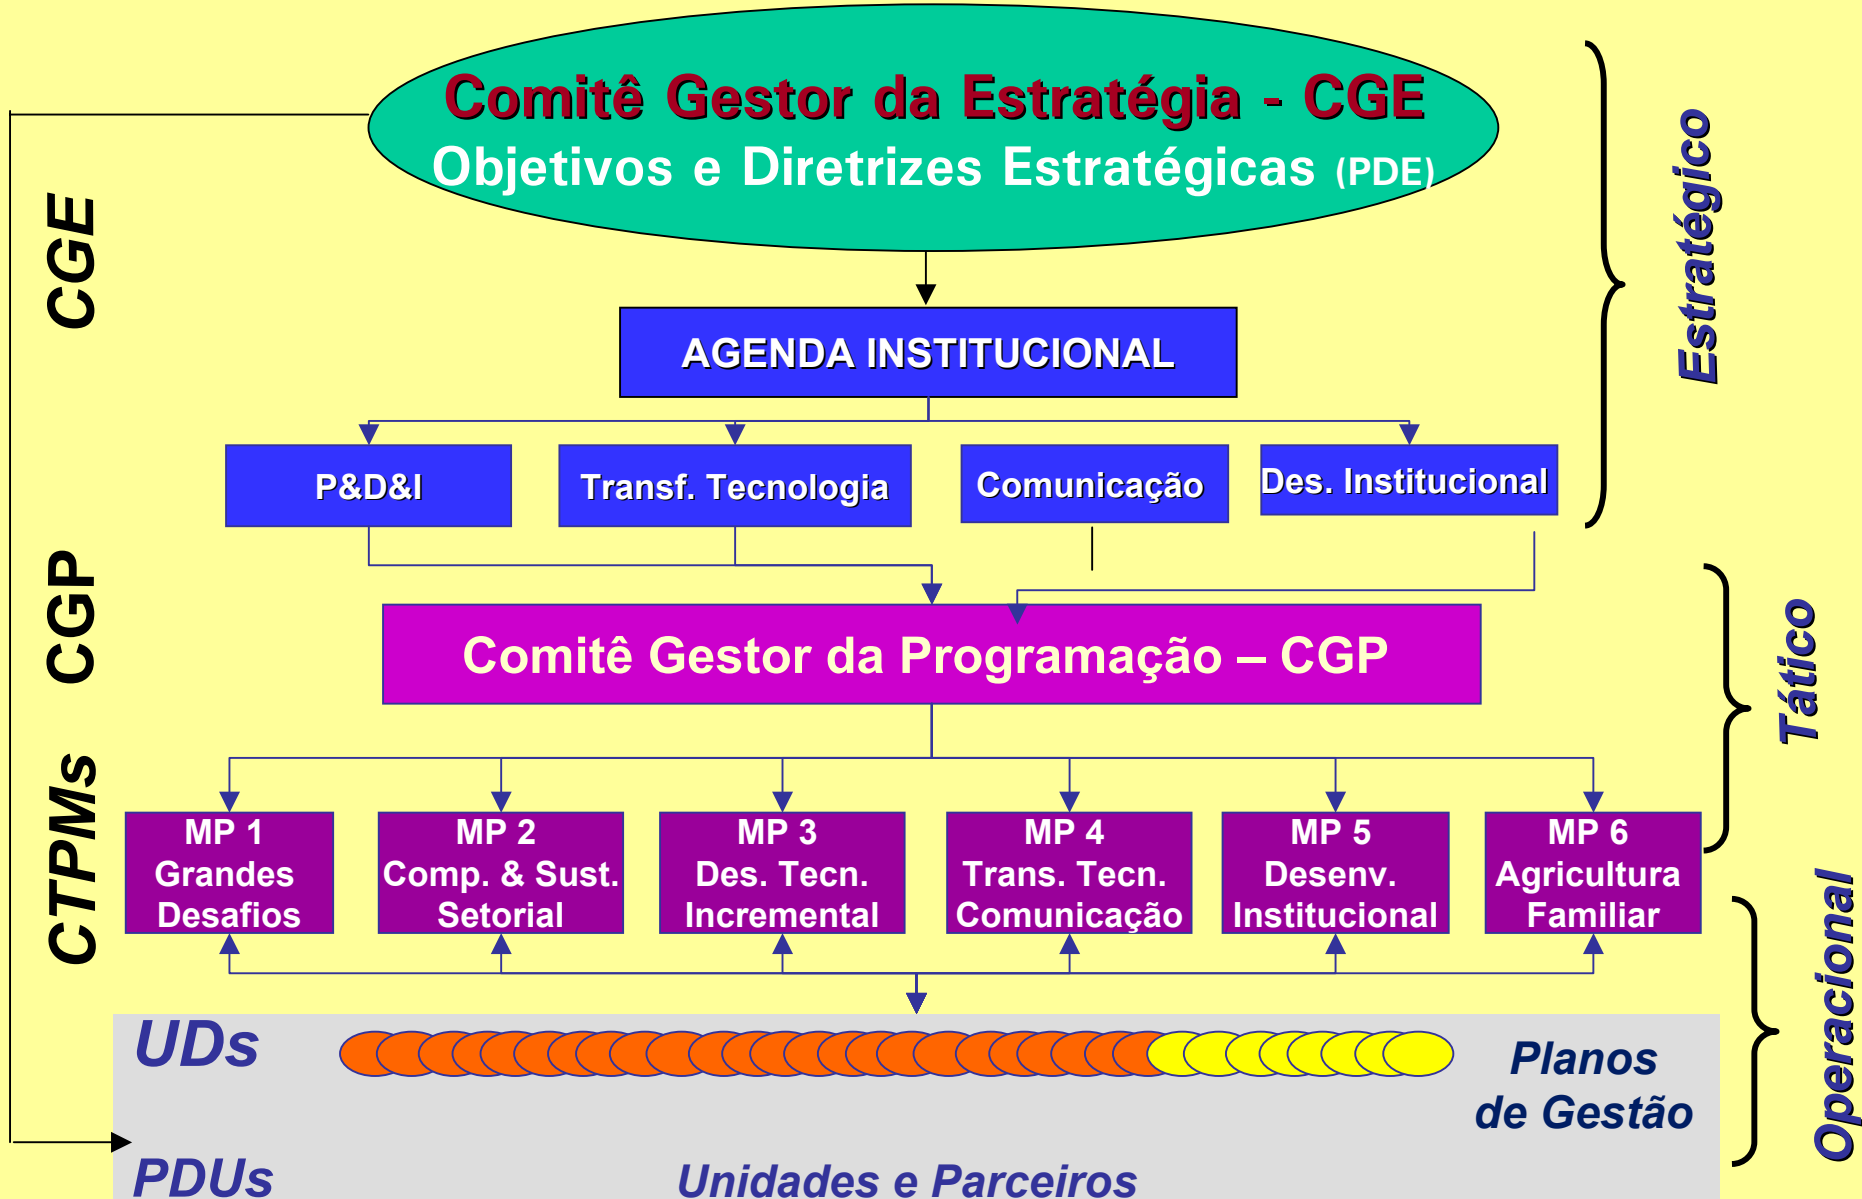 Comitê Gestor da Estratégia - CGE
Objetivos e Diretrizes Estratégicas (PDE)
CGE
Estratégico
AGENDA INSTITUCIONAL
P&D&I
Transf. Tecnologia
Comunicação
Des. Institucional
CGP
Comitê Gestor da Programação – CGP
Tático
CTPMs
MP 1
Grandes
Desafios
MP 2
Comp. & Sust.
Setorial
MP 3
Des. Tecn.
Incremental
MP 4
Trans. Tecn.
Comunicação
MP 5
Desenv.
Institucional
MP 6
Agricultura
Familiar
Operacional
UDs
Planos
de Gestão
PDUs
Unidades e Parceiros